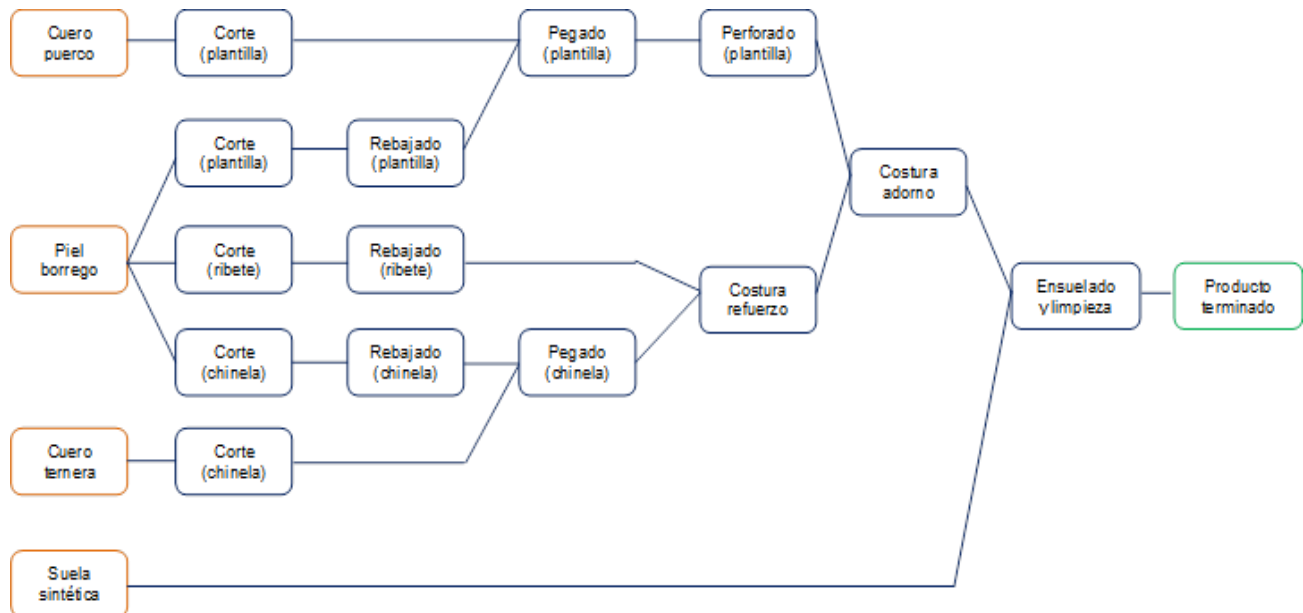 Cuero
puerco
Corte
(plantilla)
Pegado
(plantilla)
Perforado
(plantilla)
Corte
(plantilla)
Rebajado
(plantilla)
Costura
adorno
Piel
borrego
Corte
(ribete)
Rebajado
(ribete)
Costura
refuerzo
Ensuelado
y limpieza
Producto
terminado
Corte
(chinela)
Rebajado
(chinela)
Pegado
(chinela)
Cuero
ternera
Corte
(chinela)
Suela
sintética